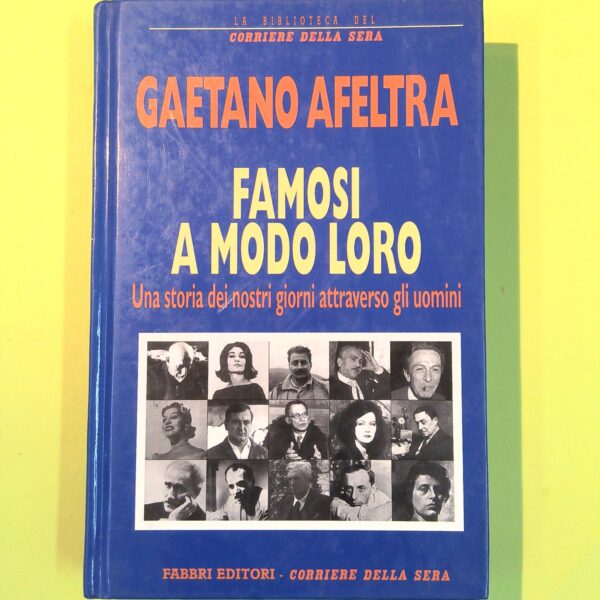 LA BIBLIOTECA DEL
CORRIERE DELLA SERA
GAETANO AFELTRA
FAMOSI
A MODO LORO
Una storia dei nostri giorni attraverso gli uomini
FABBRI EDITORI - CORRIERE DELLA SERA